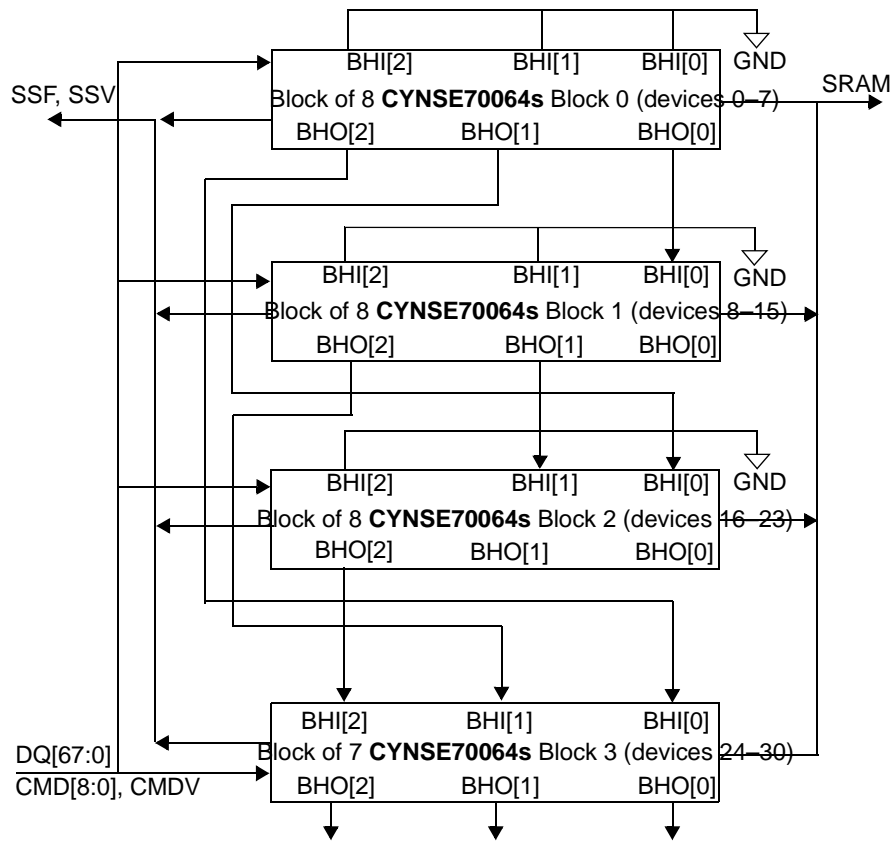 BHI[2] BHI[1] BHI[0] GND
SSF, SSV
SRAM
Block of 8 CYNSE70064s Block 0 (devices 0–7)
BHO[2] BHO[1] BHO[0]
BHI[2] BHI[1] BHI[0] GND
Block of 8 CYNSE70064s Block 1 (devices 8–15)
BHO[2] BHO[1] BHO[0]
BHI[2] BHI[1] BHI[0] GND
Block of 8 CYNSE70064s Block 2 (devices 16–23)
BHO[2] BHO[1] BHO[0]
BHI[2] BHI[1] BHI[0]
DQ[67:0]
Block of 7 CYNSE70064s Block 3 (devices 24–30)
CMD[8:0], CMDV
BHO[2] BHO[1] BHO[0]